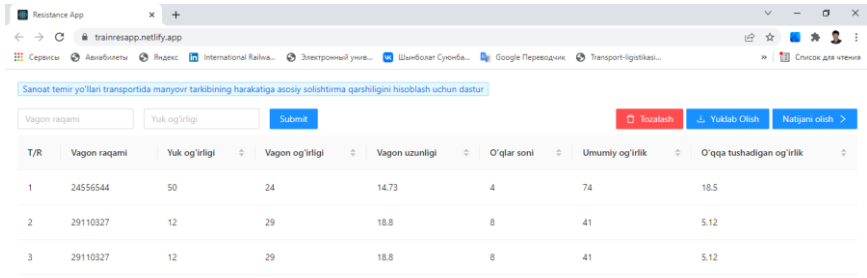 Resistance App
trainresapp.netlify.app
Сервисы Авиабилеты Яндекс International Railwa... Электронный унив... Шынболат Сүюнба... Google Переводчик Transport-ligistikasi... » Список для чтения
Sanoat temir yo'llari transportida manyovr tarkibining harakatiga asosiy solishtirma qarshiligini hisoblash uchun dastur
Vagon raqami Yuk og'irligi Submit Tozalash Yuklab Olish Natijani olish >
T/R Vagon raqami Yuk og'irligi Vagon og'irligi Vagon uzunligi O'qlar soni Umumiy og'irlik O'qqa tushadigan og'irlik
1 24556544 50 24 14.73 4 74 18.5
2 29110327 12 29 18.8 8 41 5.12
3 29110327 12 29 18.8 8 41 5.12